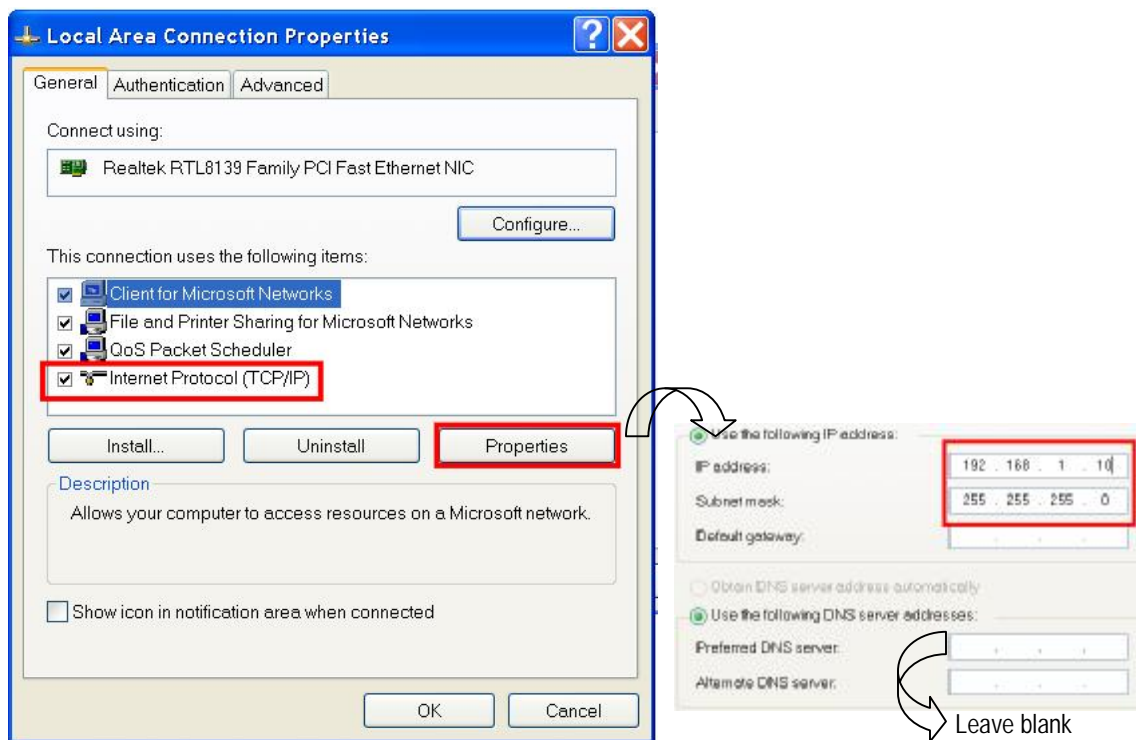 Local Area Connection Properties
General Authentication Advanced
Connect using:
Realtek RTL8139 Family PCI Fast Ethernet NIC
Configure...
This connection uses the following items:
Client for Microsoft Networks
File and Printer Sharing for Microsoft Networks
QoS Packet Scheduler
Internet Protocol (TCP/IP)
Install... Uninstall Properties
Description
Allows your computer to access resources on a Microsoft network.
Show icon in notification area when connected
OK Cancel
Use the following IP address:
IP address: 192 . 168 . 1 . 10
Subnet mask: 255 . 255 . 255 . 0
Default gateway:
Obtain DNS server address automatically
Use the following DNS server addresses:
Preferred DNS server:
Alternate DNS server:
Leave blank